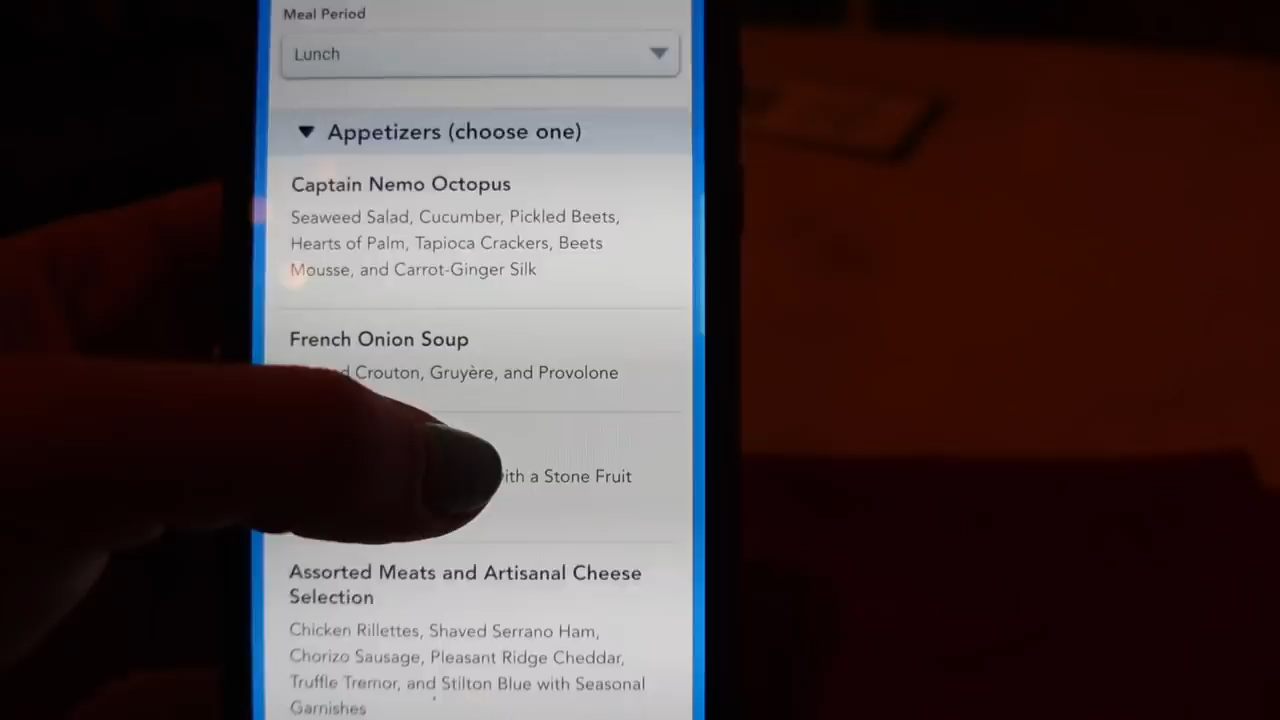 Meal Period
Lunch
Appetizers (choose one)
Captain Nemo Octopus
Seaweed Salad, Cucumber, Pickled Beets,
Hearts of Palm, Tapioca Crackers, Beets
Mousse, and Carrot-Ginger Silk
French Onion Soup
Crouton, Gruyère, and Provolone
with a Stone Fruit
Assorted Meats and Artisanal Cheese
Selection
Chicken Rillettes, Shaved Serrano Ham,
Chorizo Sausage, Pleasant Ridge Cheddar,
Truffle Tremor, and Stilton Blue with Seasonal
Garnishes